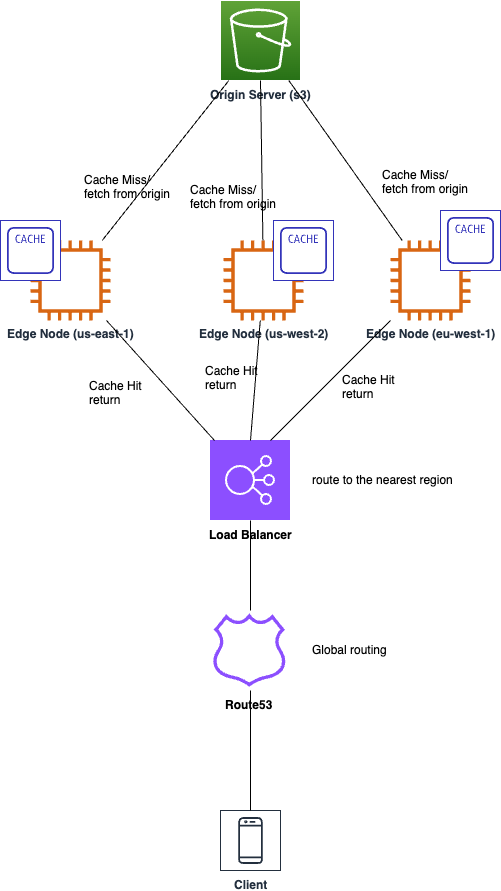 Origin Server (s3)
Cache Miss/
fetch from origin
Cache Miss/
fetch from origin
Cache Miss/
fetch from origin
CACHE
CACHE
CACHE
Edge Node (us-east-1)
Edge Node (us-west-2)
Edge Node (eu-west-1)
Cache Hit
return
Cache Hit
return
Cache Hit
return
route to the nearest region
Load Balancer
Global routing
Route53
Client